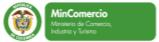 MinComercio
Ministerio de Comercio,
Industria y Turismo